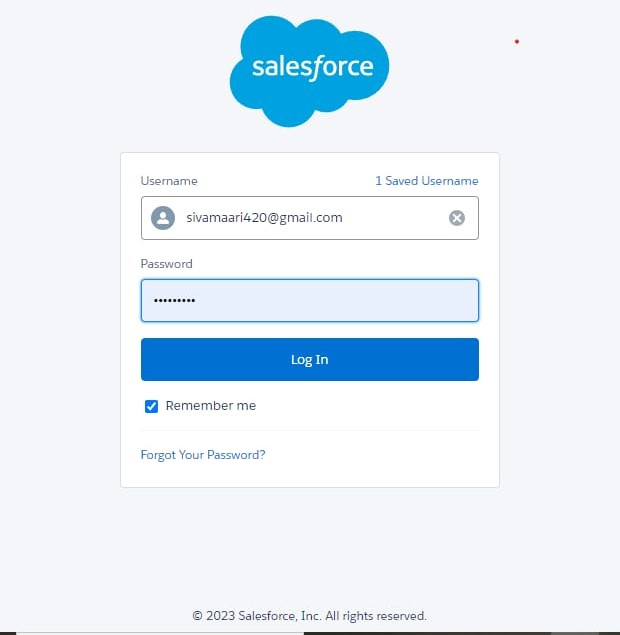 salesforce
Username 1 Saved Username
sivamaari420@gmail.com
Password
•••••••••
Log In
Remember me
Forgot Your Password?
© 2023 Salesforce, Inc. All rights reserved.